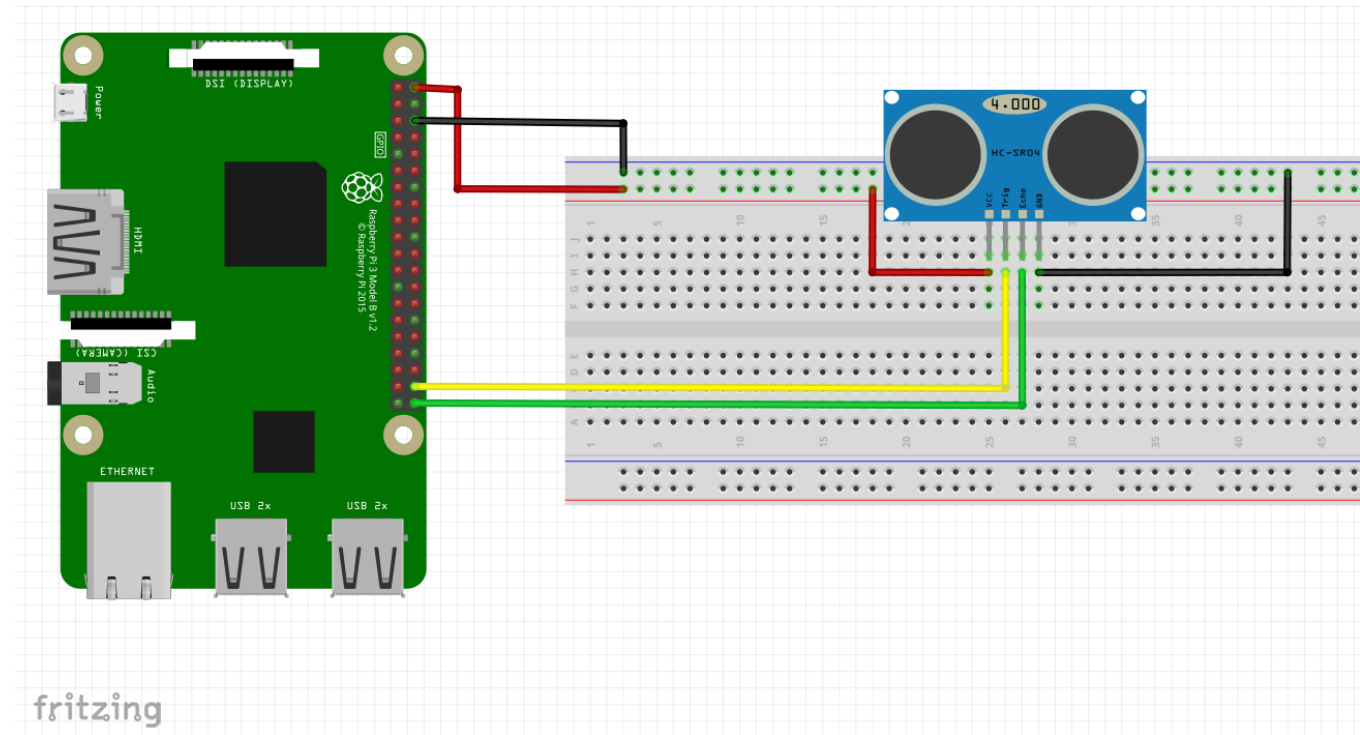 DSI (DISPLAY)
Power
GPIO
HDMI
Raspberry Pi 3 Model B v1.2
© Raspberry Pi 2015
CSI (CAMERA)
Audio
ETHERNET
USB 2x
USB 2x
4.000
HC-SR04
VCC
Trig
Echo
GND
1 5 10 15 2 35 40 45
J
I
H
G
F
E
D
A
1 5 10 15 20 25 30 35 40 45
fritzing